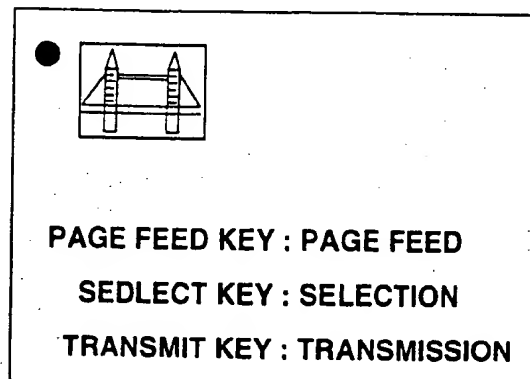 PAGE FEED KEY : PAGE FEED
SEDLECT KEY : SELECTION
TRANSMIT KEY : TRANSMISSION